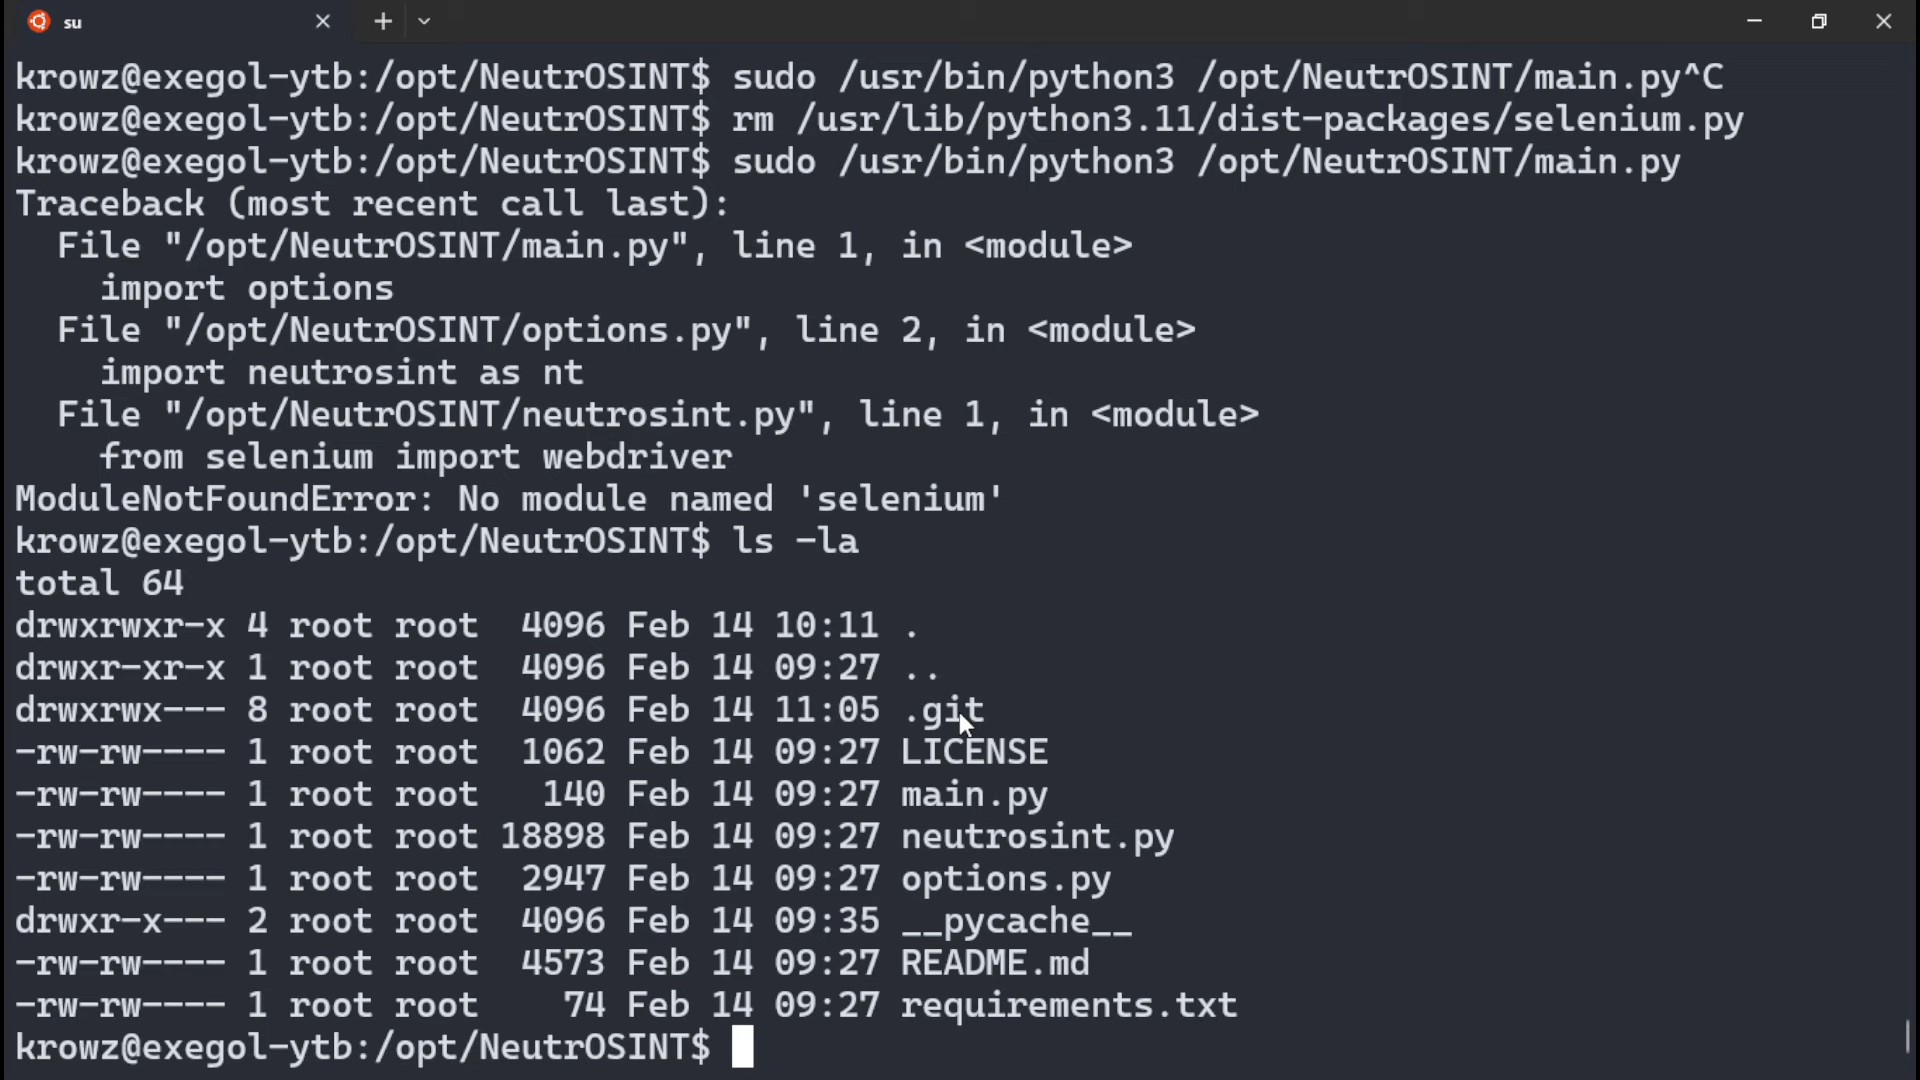 su
krowz@exegol-ytb:/opt/NeutrOSINT$ sudo /usr/bin/python3 /opt/NeutrOSINT/main.py^C
krowz@exegol-ytb:/opt/NeutrOSINT$ rm /usr/lib/python3.11/dist-packages/selenium.py
krowz@exegol-ytb:/opt/NeutrOSINT$ sudo /usr/bin/python3 /opt/NeutrOSINT/main.py
Traceback (most recent call last):
  File "/opt/NeutrOSINT/main.py", line 1, in <module>
    import options
  File "/opt/NeutrOSINT/options.py", line 2, in <module>
    import neutrosint as nt
  File "/opt/NeutrOSINT/neutrosint.py", line 1, in <module>
    from selenium import webdriver
ModuleNotFoundError: No module named 'selenium'
krowz@exegol-ytb:/opt/NeutrOSINT$ ls -la
total 64
drwxrwxr-x 4 root root  4096 Feb 14 10:11 .
drwxr-xr-x 1 root root  4096 Feb 14 09:27 ..
drwxrwx--- 8 root root  4096 Feb 14 11:05 .git
-rw-rw---- 1 root root  1062 Feb 14 09:27 LICENSE
-rw-rw---- 1 root root   140 Feb 14 09:27 main.py
-rw-rw---- 1 root root 18898 Feb 14 09:27 neutrosint.py
-rw-rw---- 1 root root  2947 Feb 14 09:27 options.py
drwxr-x--- 2 root root  4096 Feb 14 09:35 __pycache__
-rw-rw---- 1 root root  4573 Feb 14 09:27 README.md
-rw-rw---- 1 root root    74 Feb 14 09:27 requirements.txt
krowz@exegol-ytb:/opt/NeutrOSINT$